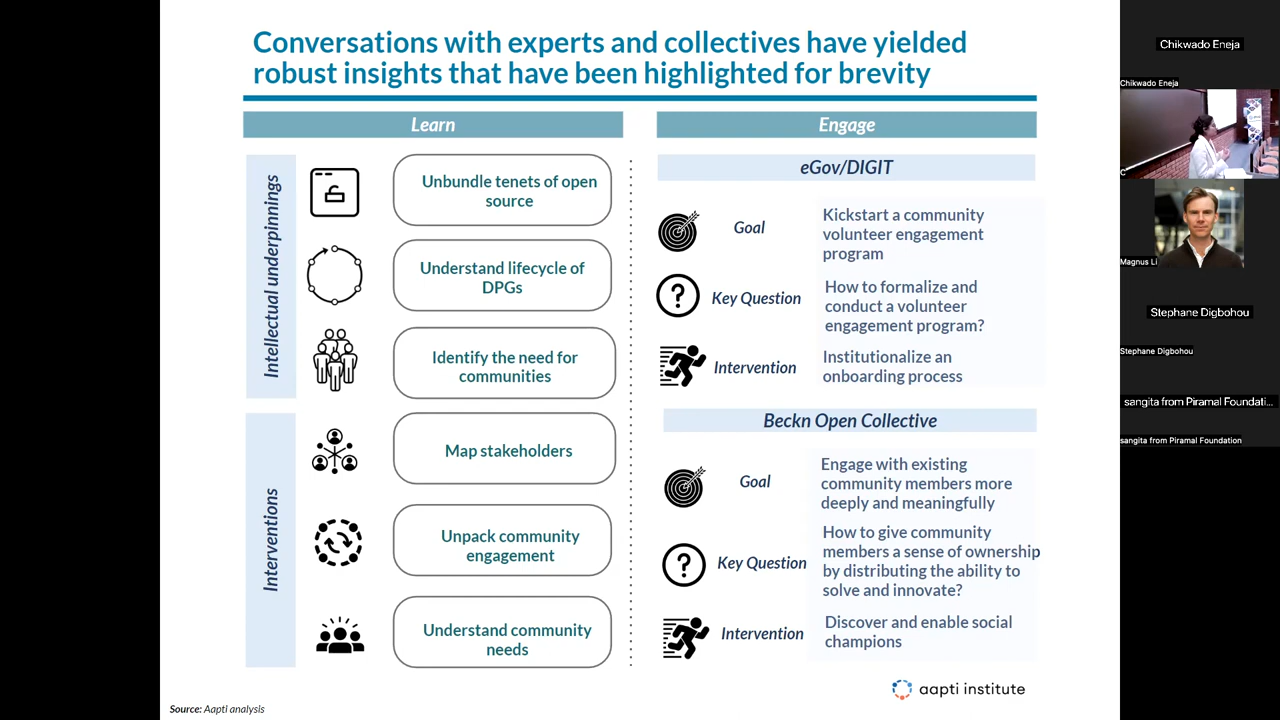 Conversations with experts and collectives have yielded
robust insights that have been highlighted for brevity
Learn
Intellectual underpinnings
Unbundle tenets of open
source
Understand lifecycle of
DPGs
Identify the need for
communities
Interventions
Map stakeholders
Unpack community
engagement
Understand community
needs
Engage
eGov/DIGIT
Goal
Kickstart a community
volunteer engagement
program
Key Question
How to formalize and
conduct a volunteer
engagement program?
Intervention
Institutionalize an
onboarding process
Beckn Open Collective
Goal
Engage with existing
community members more
deeply and meaningfully
Key Question
How to give community
members a sense of ownership
by distributing the ability to
solve and innovate?
Intervention
Discover and enable social
champions
aapti institute
Source: Aapti analysis
Chikwado Eneja
Chikwado Eneja
C
Magnus Li
Stephane Digbohou
Stephane Digbohou
sangita from Piramal Foundati...
sangita from Piramal Foundation